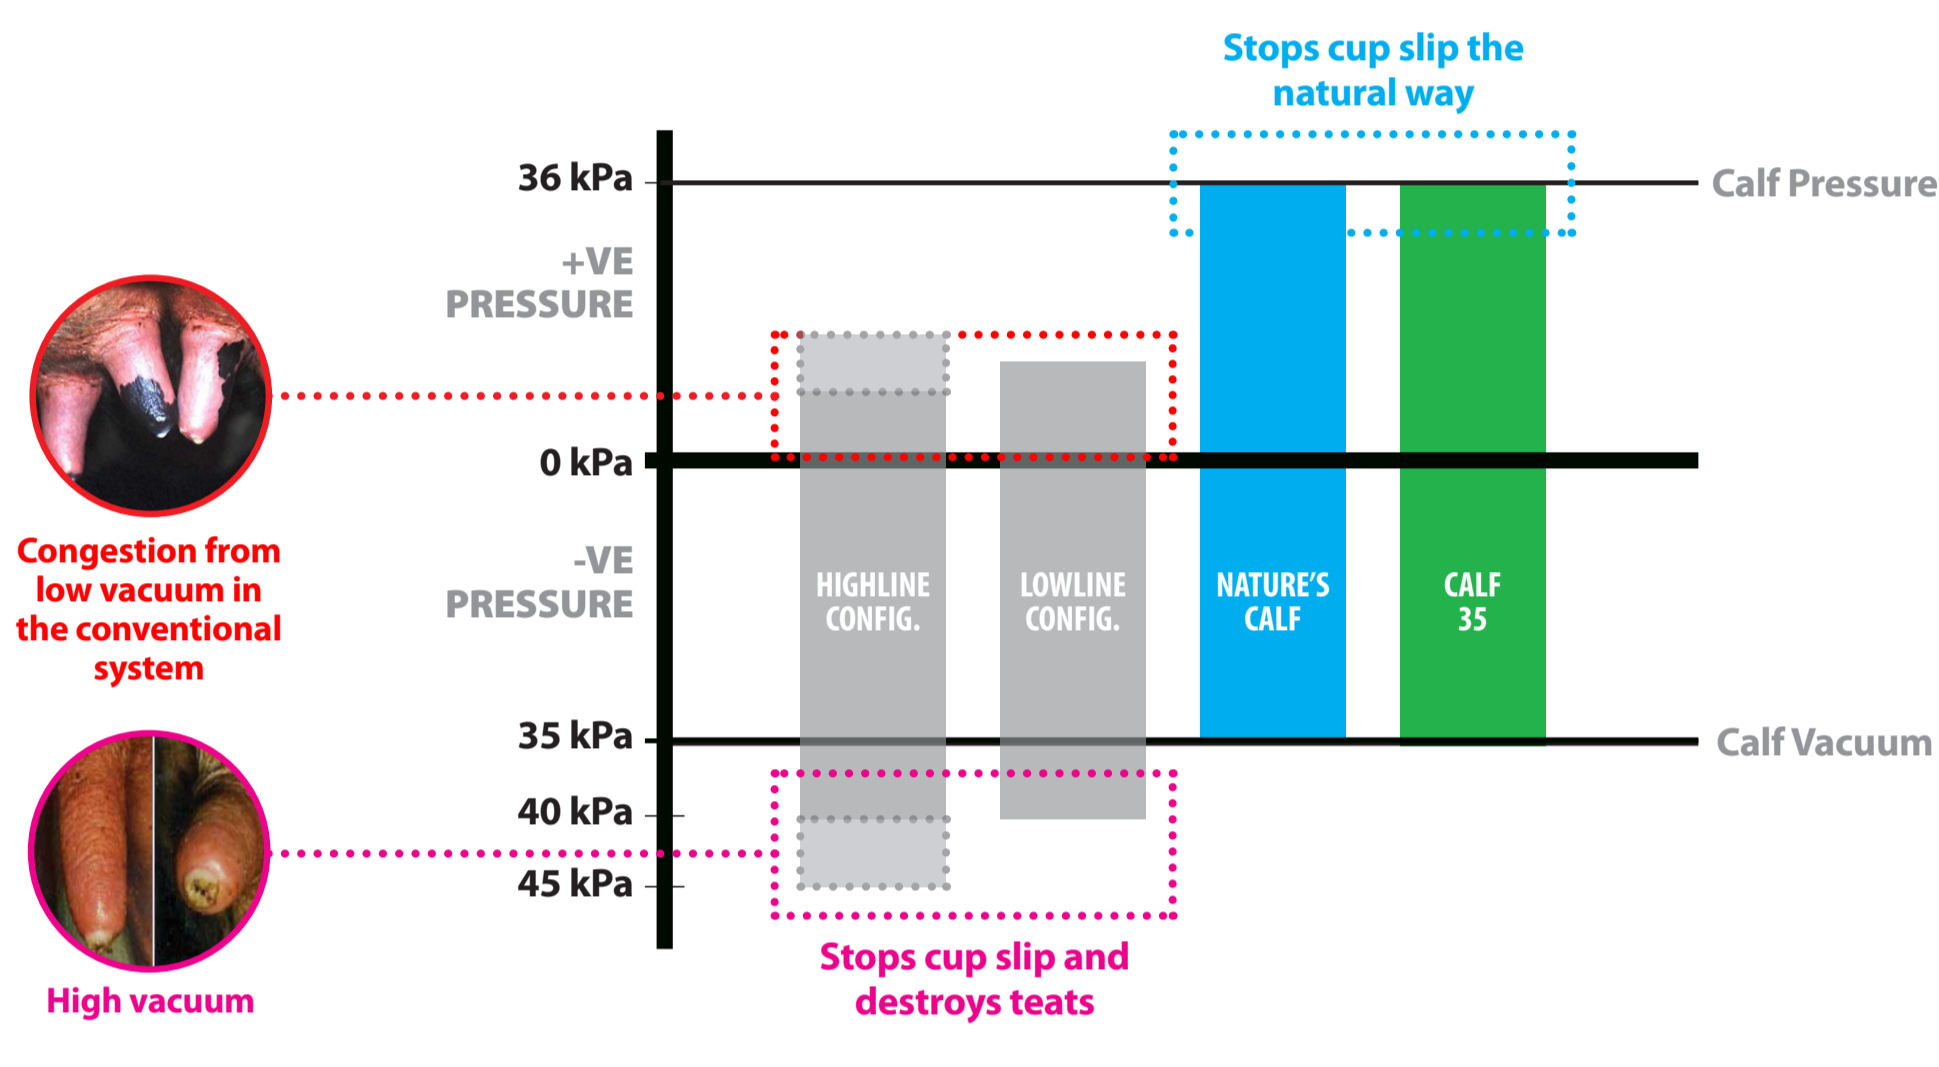 Stops cup slip the
natural way
36 kPa
Calf Pressure
+VE
PRESSURE
0 kPa
Congestion from
low vacuum in
the conventional
system
-VE
PRESSURE
HIGHLINE
CONFIG.
LOWLINE
CONFIG.
NATURE'S
CALF
CALF
35
35 kPa
Calf Vacuum
40 kPa
45 kPa
Stops cup slip and
destroys teats
High vacuum